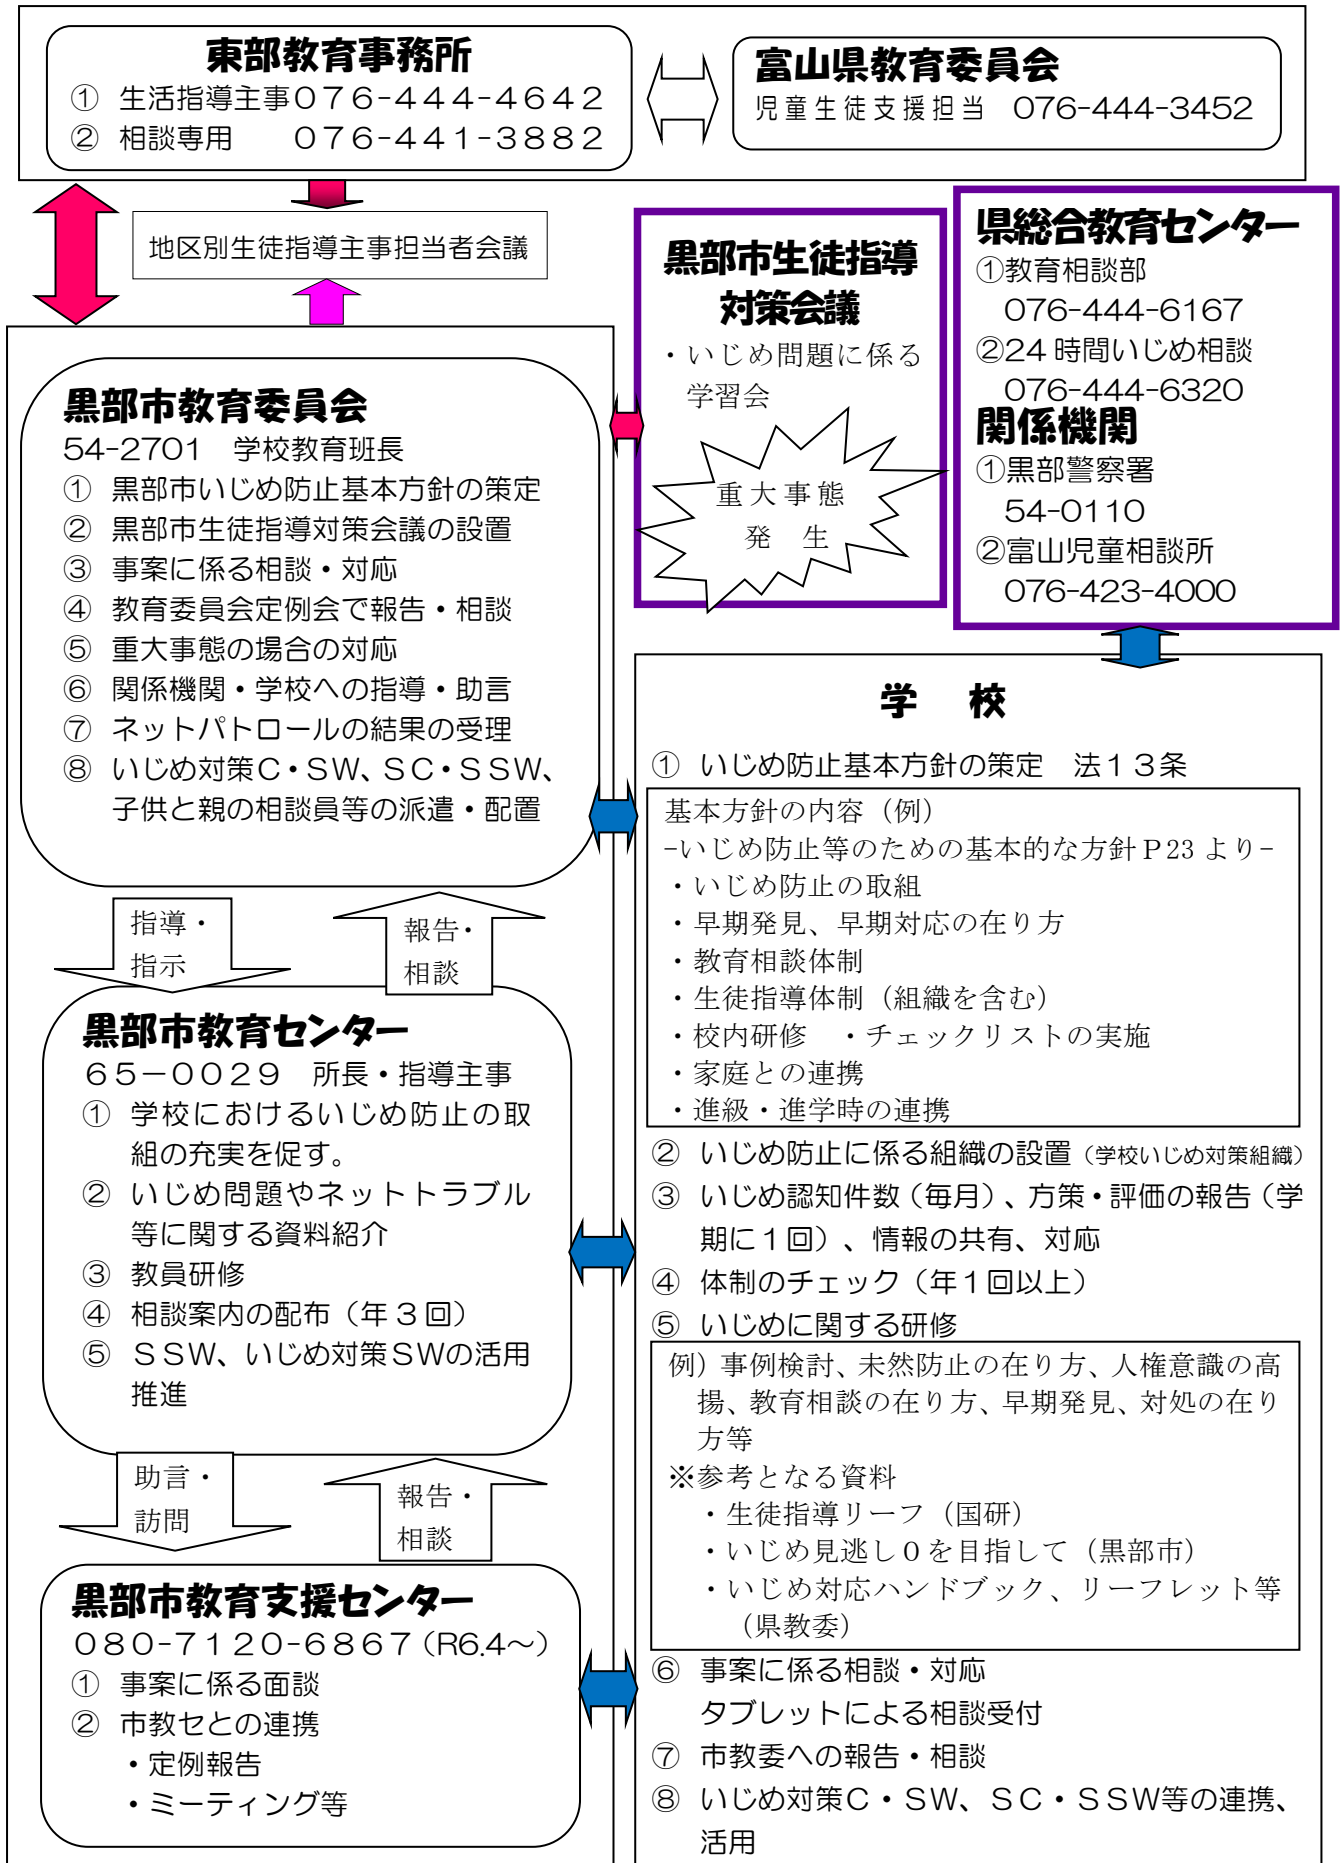 東部教育事務所
① 生活指導主事０７６-４４４-４６４２
② 相談専用　　０７６-４４１-３８８２
富山県教育委員会
児童生徒支援担当　076-444-3452
地区別生徒指導主事担当者会議
黒部市生徒指導
対策会議
・いじめ問題に係る
学習会
重大事態
発　生
県総合教育センター
①教育相談部
076-444-6167
②24時間いじめ相談
076-444-6320
関係機関
①黒部警察署
54-0110
②富山児童相談所
076-423-4000
黒部市教育委員会
54-2701　学校教育班長
① 黒部市いじめ防止基本方針の策定
② 黒部市生徒指導対策会議の設置
③ 事案に係る相談・対応
④ 教育委員会定例会で報告・相談
⑤ 重大事態の場合の対応
⑥ 関係機関・学校への指導・助言
⑦ ネットパトロールの結果の受理
⑧ いじめ対策Ｃ・ＳＷ、ＳＣ・ＳＳＷ、
子供と親の相談員等の派遣・配置
指導・
指示
報告・
相談
黒部市教育センター
６５－００２９　所長・指導主事
① 学校におけるいじめ防止の取
組の充実を促す。
② いじめ問題やネットトラブル
等に関する資料紹介
③ 教員研修
④ 相談案内の配布（年３回）
⑤ ＳＳＷ、いじめ対策ＳＷの活用
推進
助言・
訪問
報告・
相談
黒部市教育支援センター
０８０-７１２０-６８６７（R6.4～）
① 事案に係る面談
② 市教セとの連携
・定例報告
・ミーティング等
学　校
① いじめ防止基本方針の策定　法１３条
基本方針の内容（例）
-いじめ防止等のための基本的な方針Ｐ23より-
・いじめ防止の取組
・早期発見、早期対応の在り方
・教育相談体制
・生徒指導体制（組織を含む）
・校内研修　・チェックリストの実施
・家庭との連携
・進級・進学時の連携
② いじめ防止に係る組織の設置（学校いじめ対策組織）
③ いじめ認知件数（毎月）、方策・評価の報告（学
期に１回）、情報の共有、対応
④ 体制のチェック（年１回以上）
⑤ いじめに関する研修
例）事例検討、未然防止の在り方、人権意識の高
揚、教育相談の在り方、早期発見、対処の在り
方等
※参考となる資料
・生徒指導リーフ（国研）
・いじめ見逃し０を目指して（黒部市）
・いじめ対応ハンドブック、リーフレット等
（県教委）
⑥ 事案に係る相談・対応
タブレットによる相談受付
⑦ 市教委への報告・相談
⑧ いじめ対策Ｃ・ＳＷ、ＳＣ・ＳＳＷ等の連携、
活用